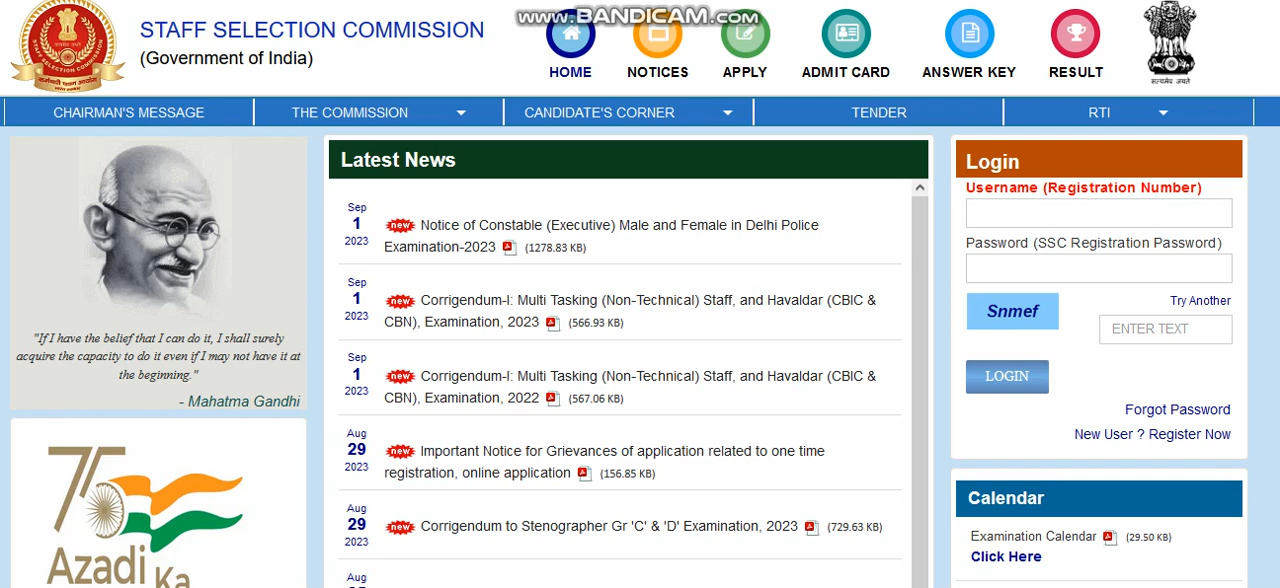 www.BANDICAM.com
STAFF SELECTION COMMISSION
(Government of India)
HOME
NOTICES
APPLY
ADMIT CARD
ANSWER KEY
RESULT
सत्यमेव जयते
CHAIRMAN'S MESSAGE
THE COMMISSION
CANDIDATE'S CORNER
TENDER
RTI
"If I have the belief that I can do it, I shall surely
acquire the capacity to do it even if I may not have it at
the beginning."
- Mahatma Gandhi
75
Azadi Ka
Latest News
Sep
1
2023
new Notice of Constable (Executive) Male and Female in Delhi Police
Examination-2023 (1278.83 KB)
Sep
1
2023
new Corrigendum-I: Multi Tasking (Non-Technical) Staff, and Havaldar (CBIC &
CBN), Examination, 2023 (566.93 KB)
Sep
1
2023
new Corrigendum-I: Multi Tasking (Non-Technical) Staff, and Havaldar (CBIC &
CBN), Examination, 2022 (567.06 KB)
Aug
29
2023
new Important Notice for Grievances of application related to one time
registration, online application (156.85 KB)
Aug
29
2023
new Corrigendum to Stenographer Gr 'C' & 'D' Examination, 2023 (729.63 KB)
Aug
Login
Username (Registration Number)
Password (SSC Registration Password)
Snmef
Try Another
ENTER TEXT
LOGIN
Forgot Password
New User ? Register Now
Calendar
Examination Calendar (29.50 KB)
Click Here